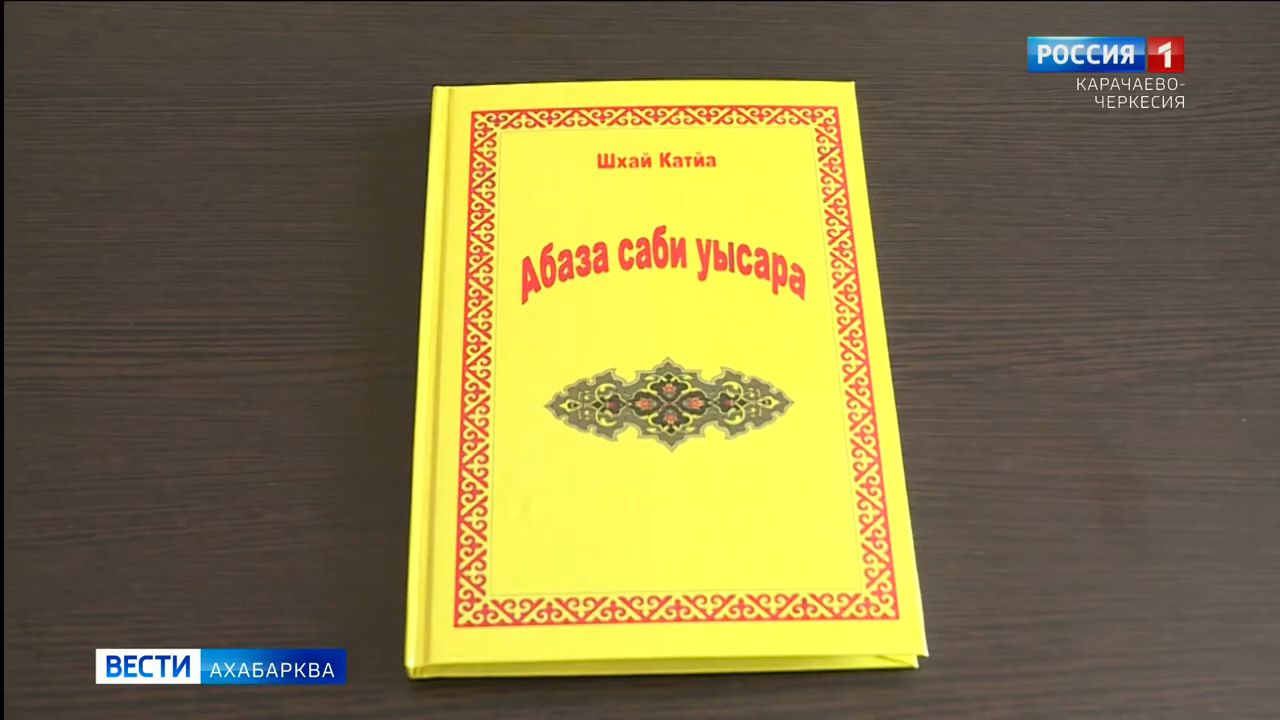 РОССИЯ 1
КАРАЧАЕВО-
ЧЕРКЕСИЯ
Шхай Катйа
Абаза саби уысара
ВЕСТИ АХАБАРКВА